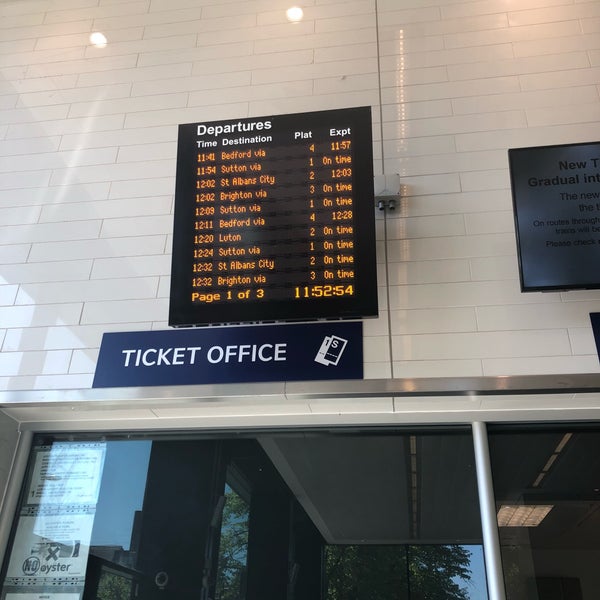 Departures
Time Destination Plat Expt
11:41 Bedford via 4 11:57
11:54 Sutton via 1 On time
12:02 St Albans City 2 12:03
12:02 Brighton via 3 On time
12:09 Sutton via 1 On time
12:11 Bedford via 4 12:28
12:20 Luton 2 On time
12:24 Sutton via 1 On time
12:32 St Albans City 2 On time
12:32 Brighton via 3 On time
Page 1 of 3 11:52:54
New T
Gradual int
The new
the t
On routes through
trains will be
Please check
TICKET OFFICE
NO oyster